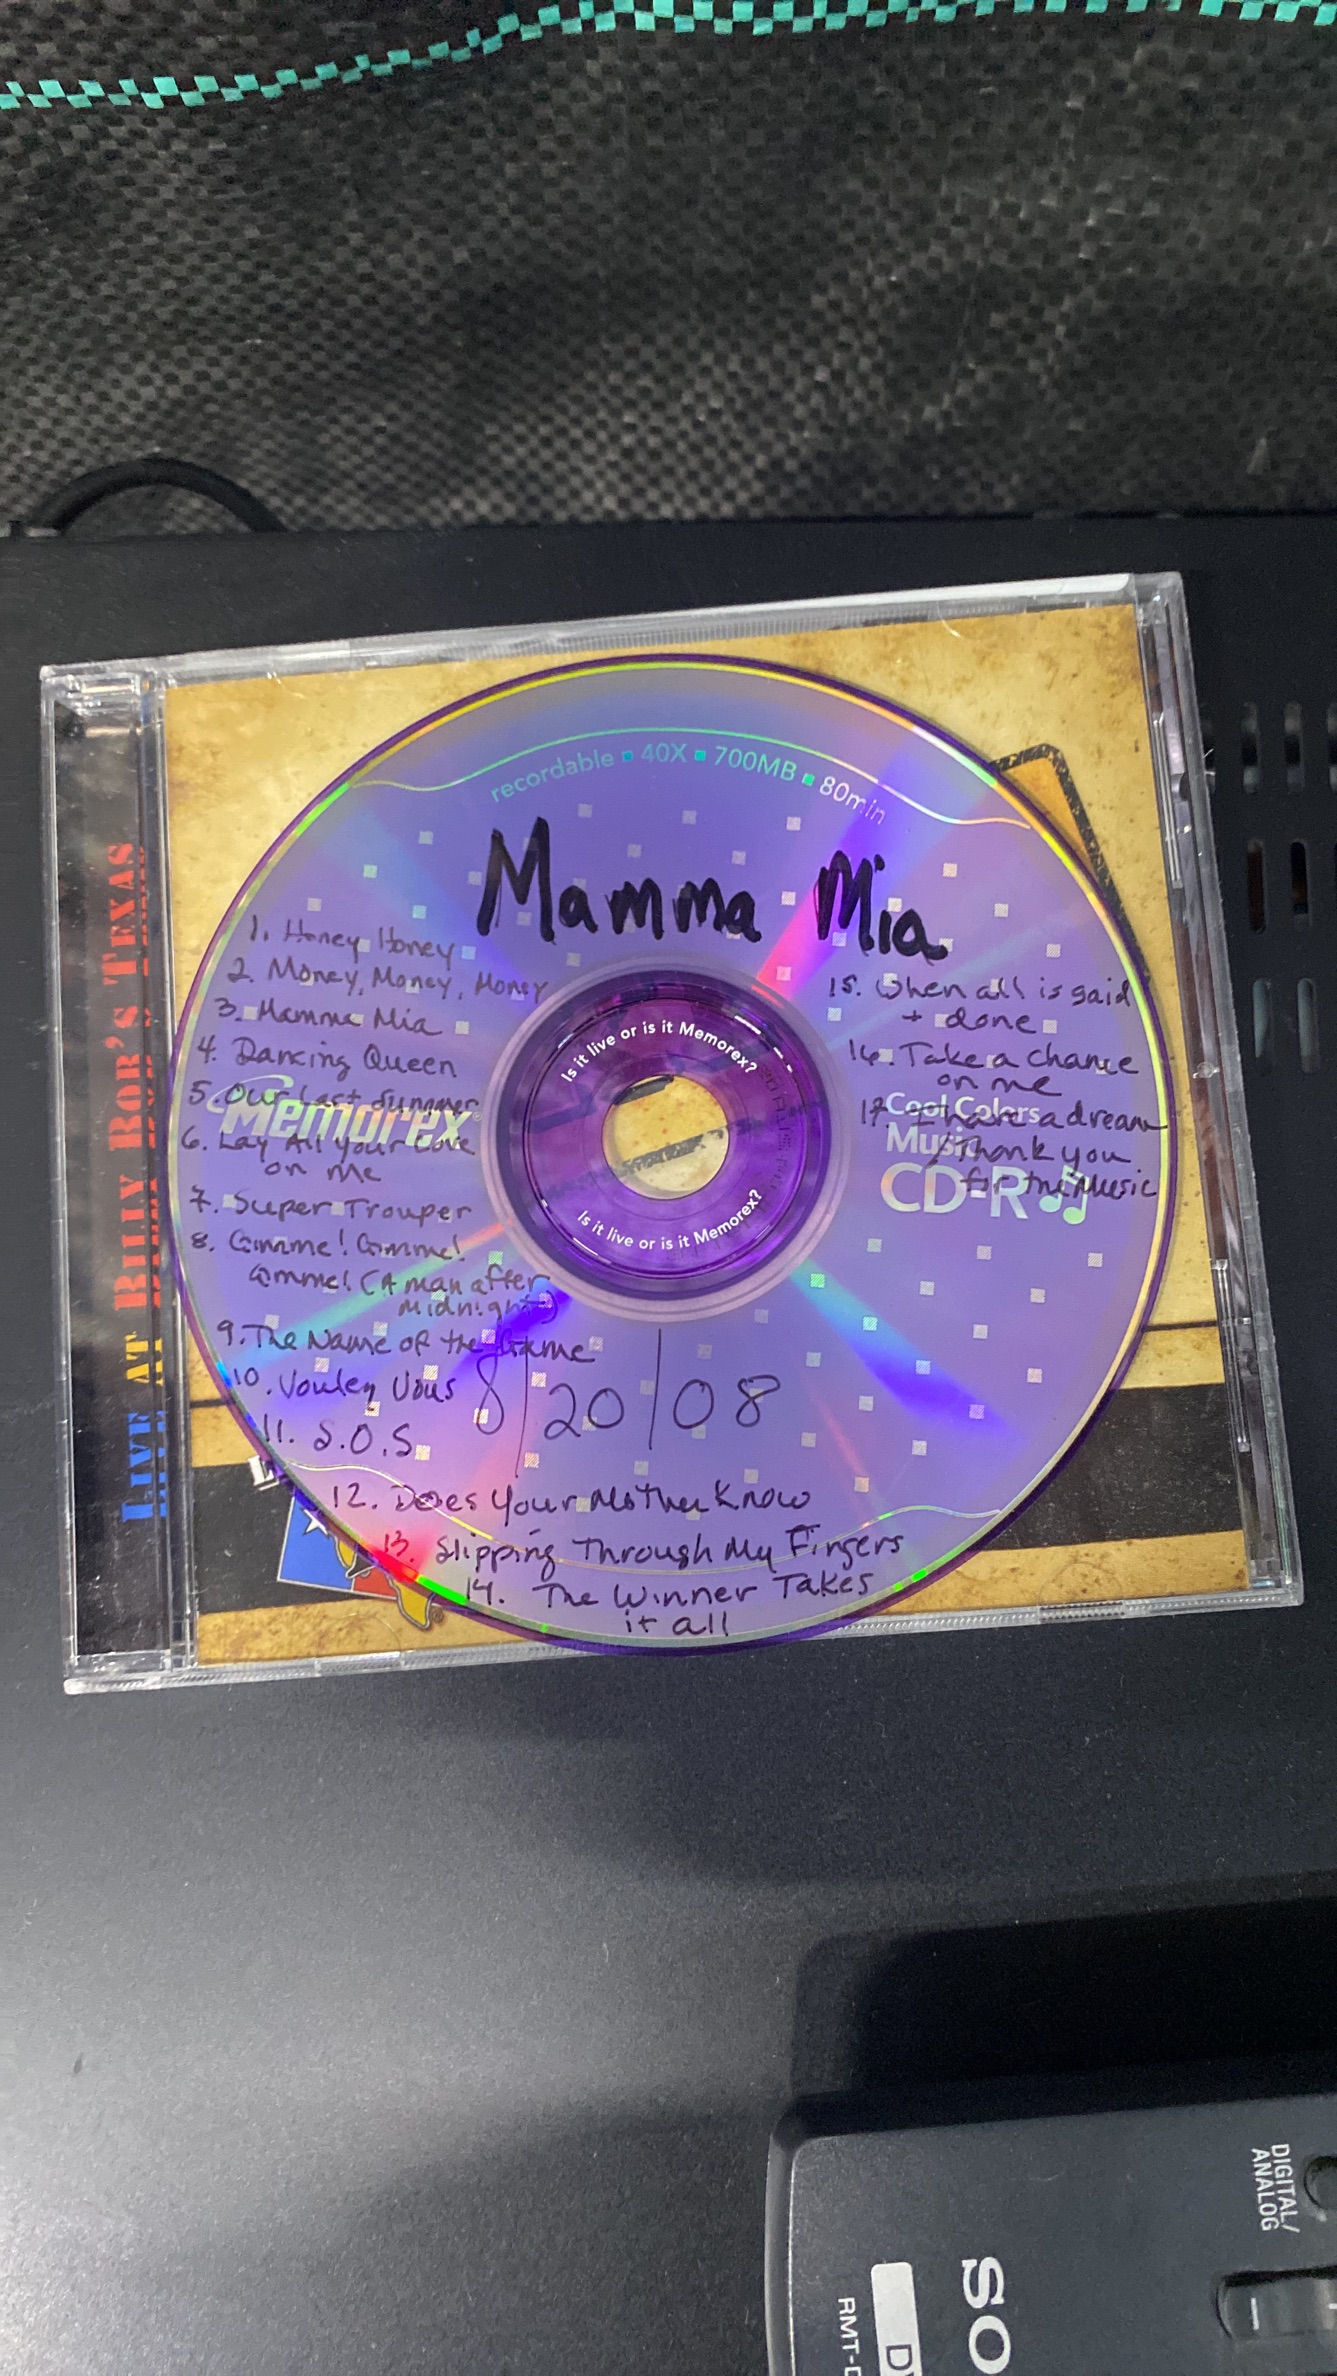 recordable ▪ 40X ▪ 700MB ▪ 80min
Mamma Mia
1. Honey Honey
2. Money, Money, Money
3. Mamma Mia
4. Dancing Queen
5. Our Last Summer
6. Lay All your Love
on me
7. Super Trouper
8. Gimme! Gimme!
Gimme! (A man after
midnight)
9. The Name of the Game
10. Vouley Vous
11. S.O.S.
12. Does Your Mother Know
13. Slipping Through My Fingers
14. The Winner Takes
it all
15. When all is said
+ done
16. Take a chance
on me
17. I have a dream
/Thank you
for the Music
8/20/08
Memorex®
Cool Colors
Music
CD-R
Is it live or is it Memorex?
Is it live or is it Memorex?
LIVE AT BILLY BOB'S TEXAS
DIGITAL/
ANALOG
SO
RMT-D